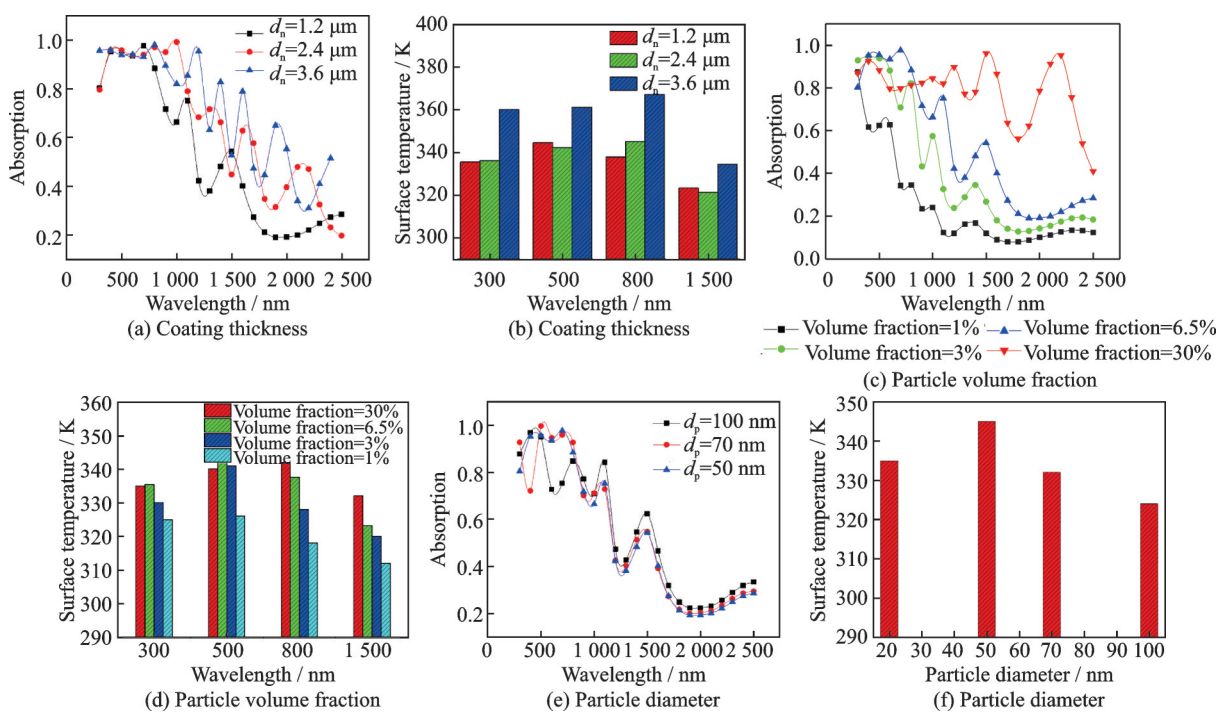 dn=1.2 μm
dn=2.4 μm
dn=3.6 μm
1.0
0.8
0.6
0.4
0.2
Absorption
0 500 1 000 1 500 2 000 2 500
Wavelength / nm
(a) Coating thickness
400
380
360
340
320
300
Surface temperature / K
dn=1.2 μm
dn=2.4 μm
dn=3.6 μm
300 500 800 1 500
Wavelength / nm
(b) Coating thickness
1.0
0.8
0.6
0.4
0.2
0.0
Absorption
0 500 1 000 1 500 2 000 2 500
Wavelength / nm
Volume fraction=1% Volume fraction=6.5%
Volume fraction=3% Volume fraction=30%
(c) Particle volume fraction
360
350
340
330
320
310
300
290
Surface temperature / K
Volume fraction=30%
Volume fraction=6.5%
Volume fraction=3%
Volume fraction=1%
300 500 800 1 500
Wavelength / nm
(d) Particle volume fraction
1.0
0.8
0.6
0.4
0.2
Absorption
dp=100 nm
dp=70 nm
dp=50 nm
0 500 1 000 1 500 2 000 2 500
Wavelength / nm
(e) Particle diameter
350
340
330
320
310
300
290
Surface temperature / K
20 30 40 50 60 70 80 90 100
Particle diameter / nm
(f) Particle diameter